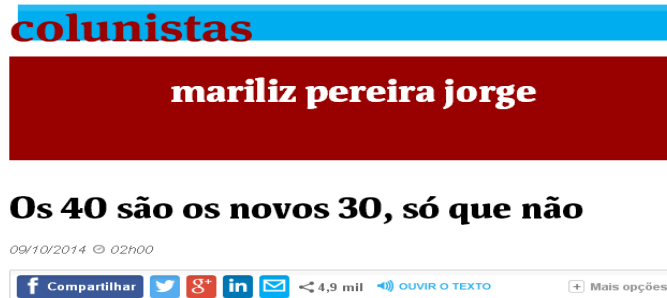 colunistas
mariliz pereira jorge
Os 40 são os novos 30, só que não
09/10/2014 02h00
f Compartilhar g+ in 4,9 mil OUVIR O TEXTO + Mais opções